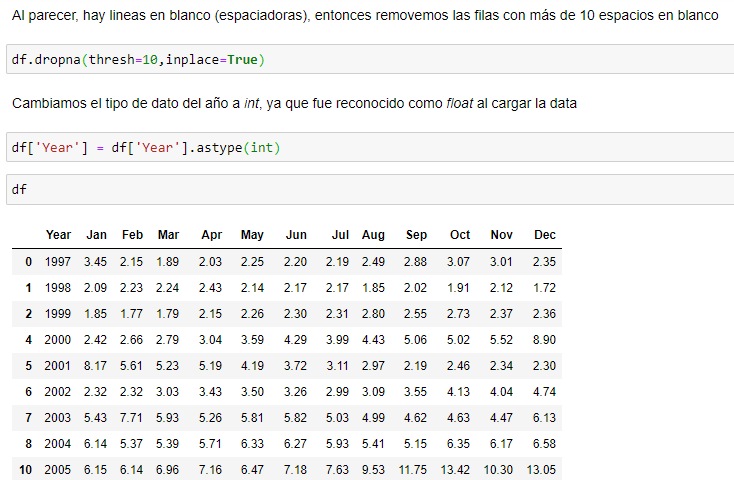 Al parecer, hay lineas en blanco (espaciadoras), entonces removemos las filas con más de 10 espacios en blanco
df.dropna(thresh=10,inplace=True)
Cambiamos el tipo de dato del año a int, ya que fue reconocido como float al cargar la data
df['Year'] = df['Year'].astype(int)
df
Year Jan Feb Mar Apr May Jun Jul Aug Sep Oct Nov Dec
0 1997 3.45 2.15 1.89 2.03 2.25 2.20 2.19 2.49 2.88 3.07 3.01 2.35
1 1998 2.09 2.23 2.24 2.43 2.14 2.17 2.17 1.85 2.02 1.91 2.12 1.72
2 1999 1.85 1.77 1.79 2.15 2.26 2.30 2.31 2.80 2.55 2.73 2.37 2.36
4 2000 2.42 2.66 2.79 3.04 3.59 4.29 3.99 4.43 5.06 5.02 5.52 8.90
5 2001 8.17 5.61 5.23 5.19 4.19 3.72 3.11 2.97 2.19 2.46 2.34 2.30
6 2002 2.32 2.32 3.03 3.43 3.50 3.26 2.99 3.09 3.55 4.13 4.04 4.74
7 2003 5.43 7.71 5.93 5.26 5.81 5.82 5.03 4.99 4.62 4.63 4.47 6.13
8 2004 6.14 5.37 5.39 5.71 6.33 6.27 5.93 5.41 5.15 6.35 6.17 6.58
10 2005 6.15 6.14 6.96 7.16 6.47 7.18 7.63 9.53 11.75 13.42 10.30 13.05